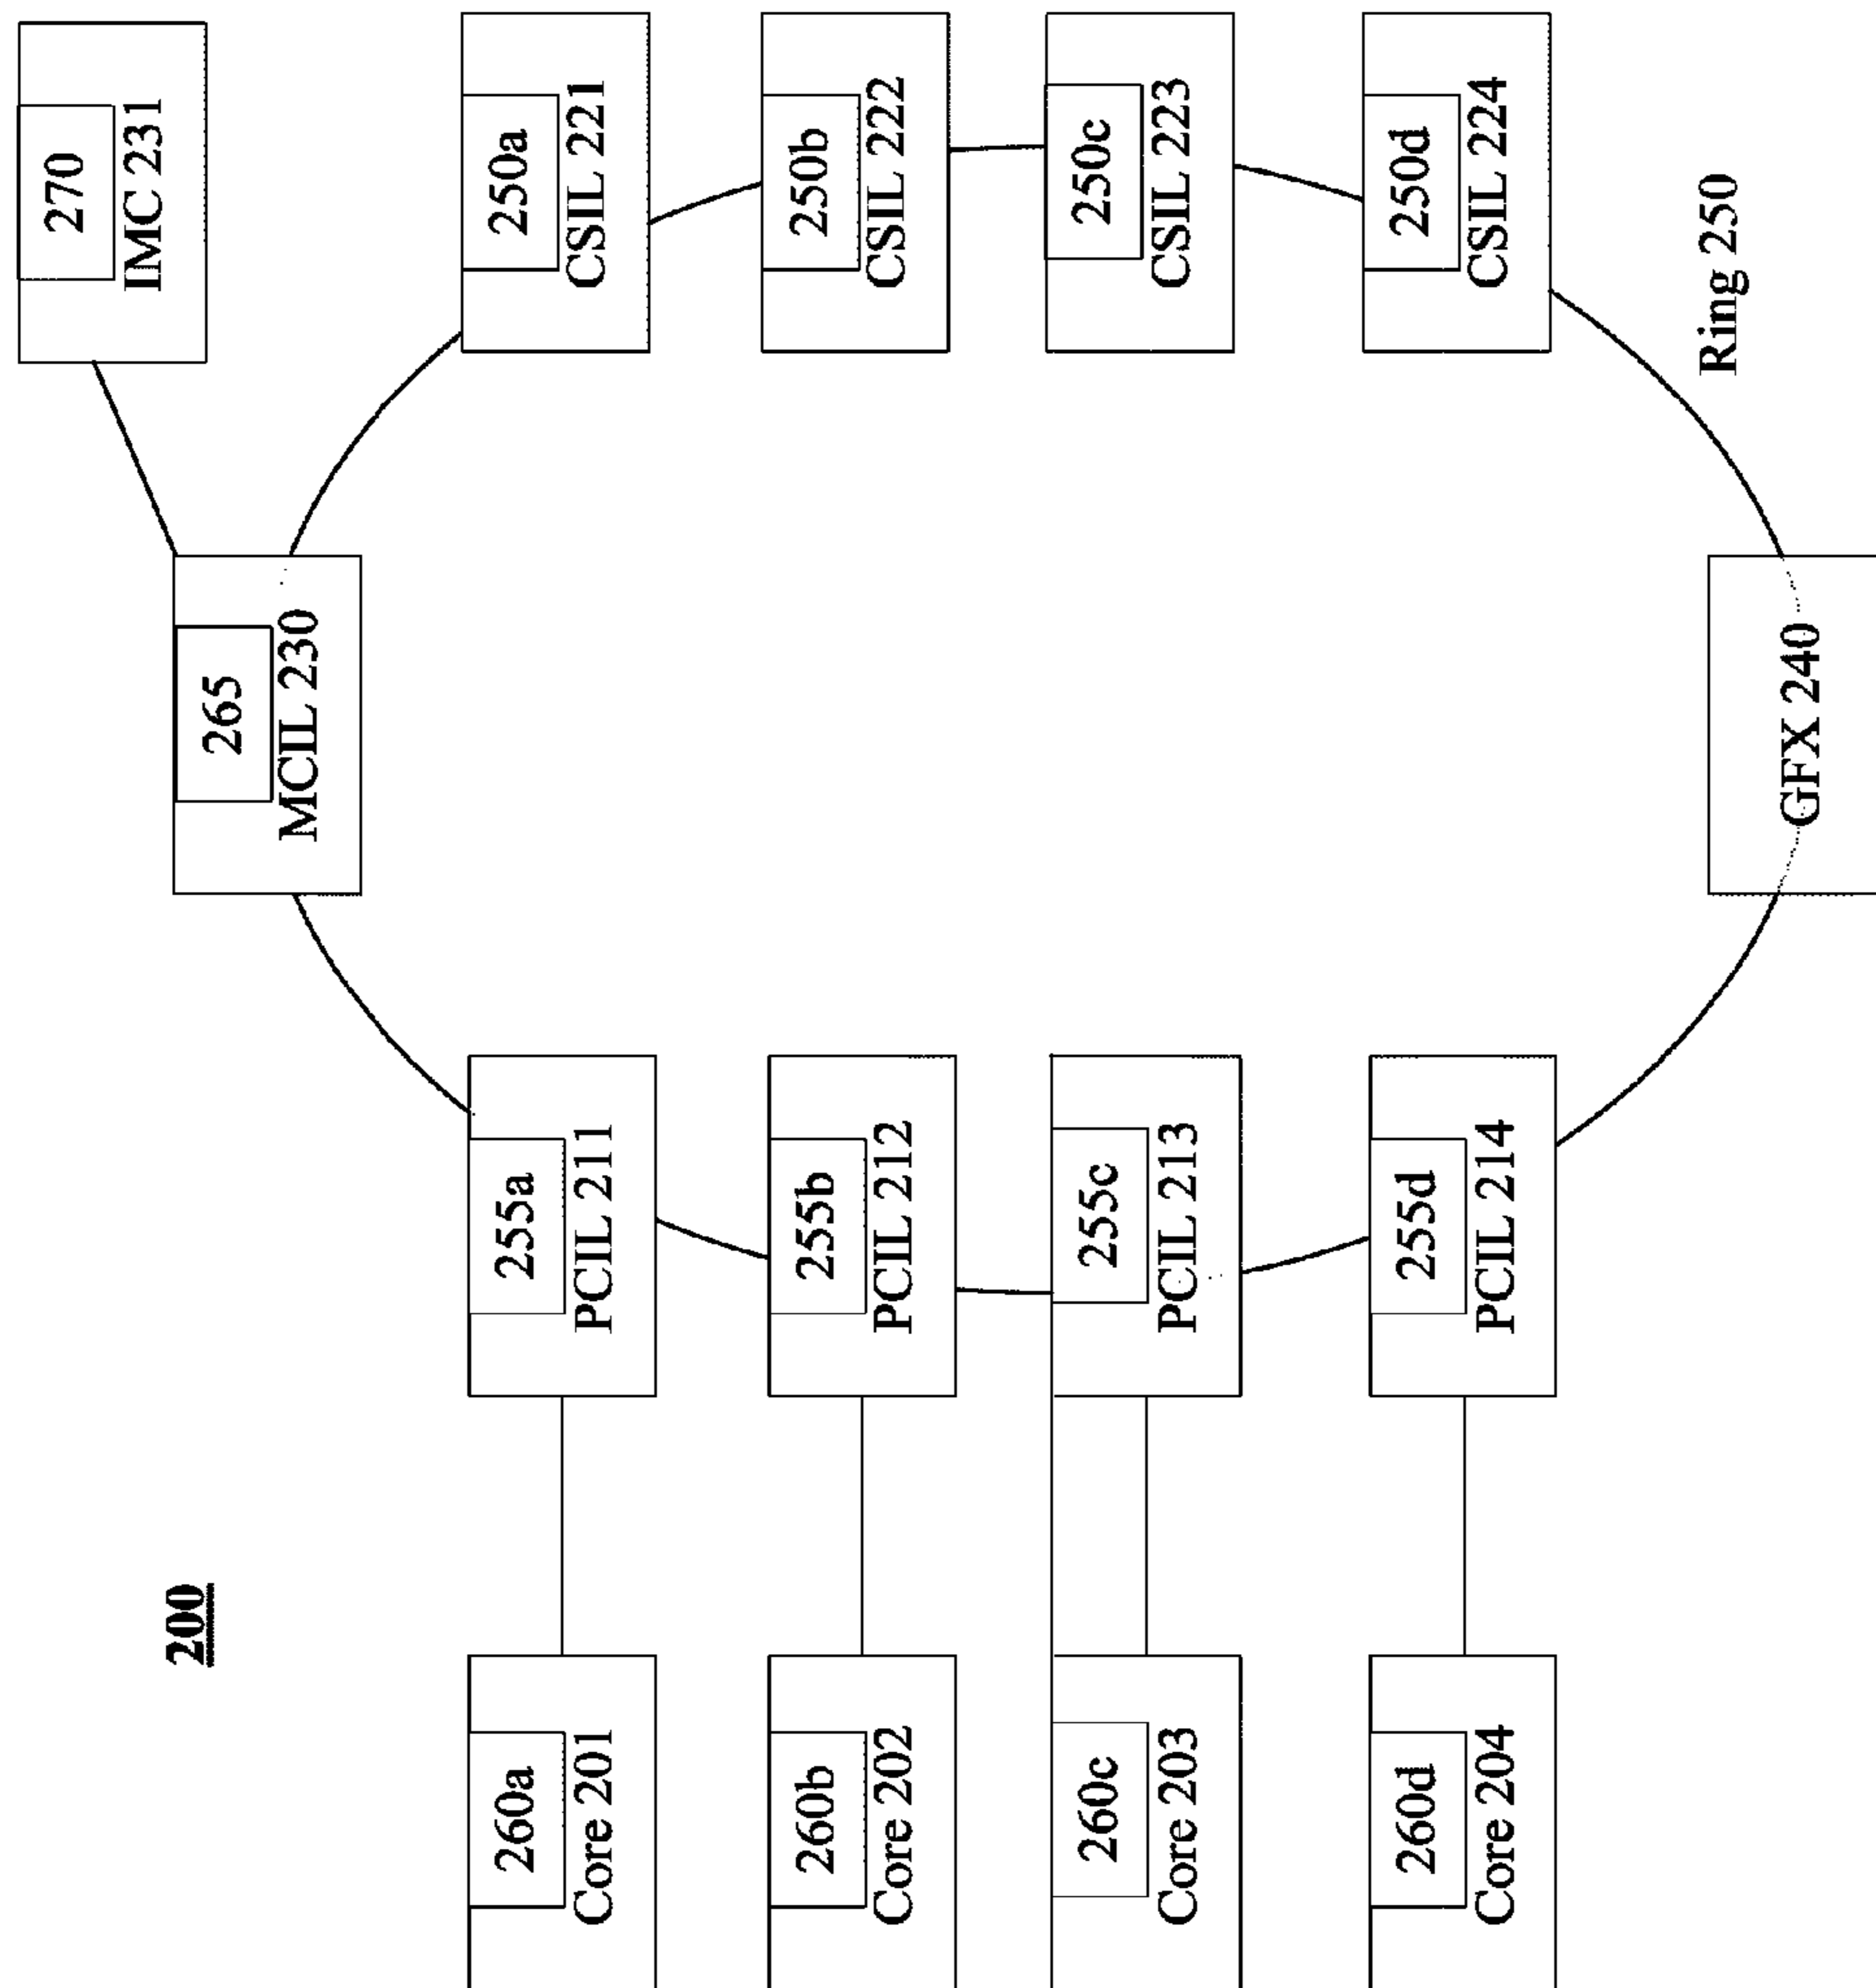 200
260a
Core 201
260b
Core 202
260c
Core 203
260d
Core 204
255a
PCIL 211
255b
PCIL 212
255c
PCIL 213
255d
PCIL 214
265
MCIL 230
GFX 240
270
IMC 231
250a
CSIL 221
250b
CSIL 222
250c
CSIL 223
250d
CSIL 224
Ring 250